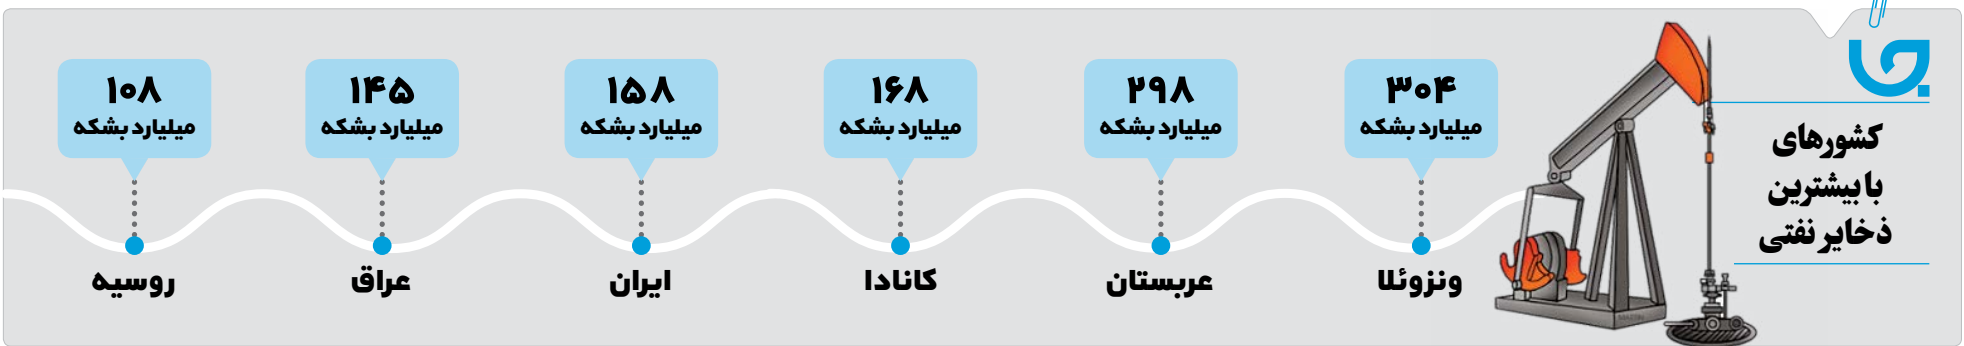 کشورهای
با بیشترین
ذخایر نفتی
۳۰۴
میلیارد بشکه
ونزوئلا
۲۹۸
میلیارد بشکه
عربستان
۱۶۸
میلیارد بشکه
کانادا
۱۵۸
میلیارد بشکه
ایران
۱۴۵
میلیارد بشکه
عراق
۱۰۸
میلیارد بشکه
روسیه